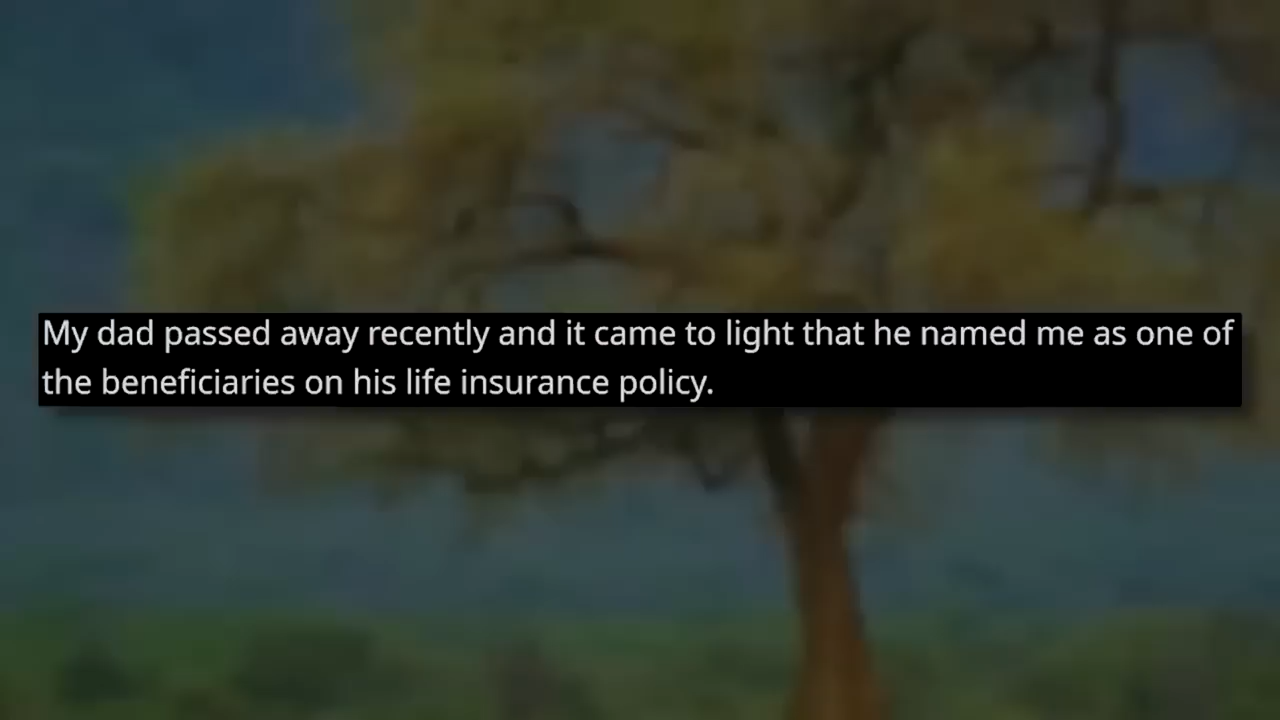 My dad passed away recently and it came to light that he named me as one of
the beneficiaries on his life insurance policy.